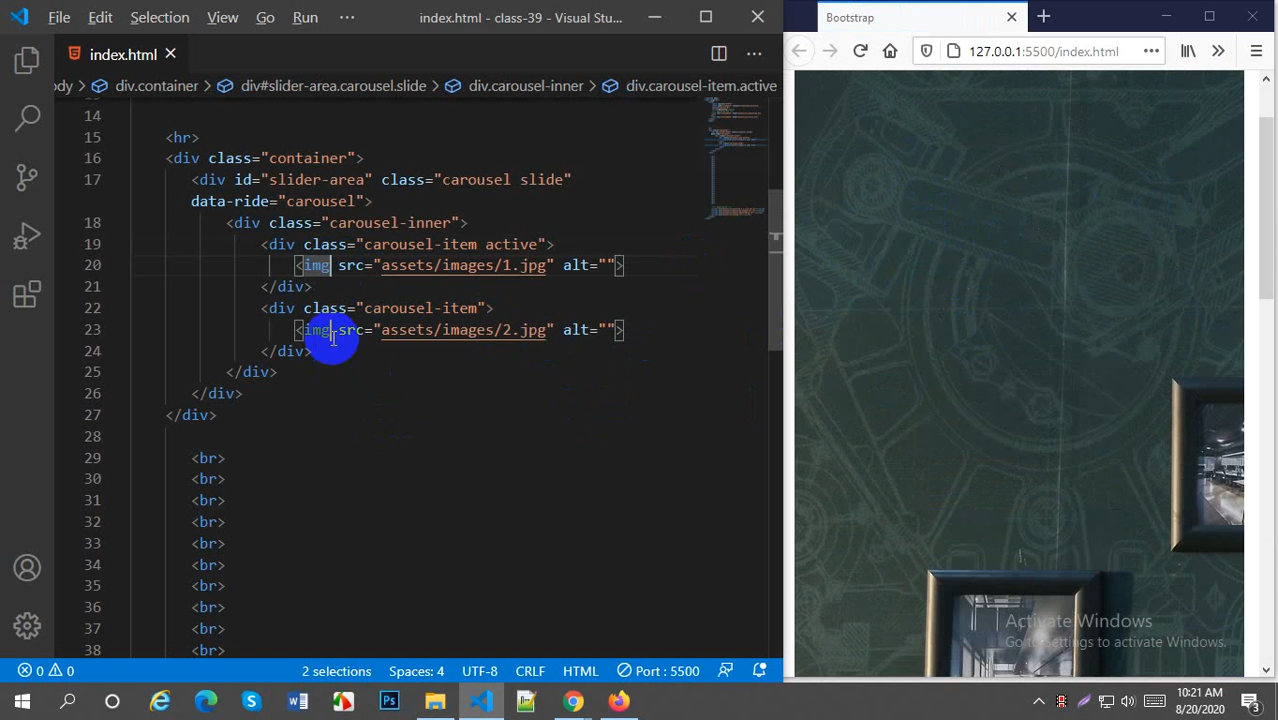 File Edit Selection View Go Run ··· index.html - class-39 - Visual Stu...
Bootstrap
index.html
127.0.0.1:5500/index.html
dy div.container div#slider-area.carousel.slide div.carousel-inner div.carousel-item.active
14
15 <hr>
16 <div class="container">
17 <div id="slider-area" class="carousel slide"
data-ride="carousel">
18 <div class="carousel-inner">
19 <div class="carousel-item active">
20 <img src="assets/images/1.jpg" alt="">
21 </div>
22 <div class="carousel-item">
23 <img src="assets/images/2.jpg" alt="">
24 </div>
25 </div>
26 </div>
27 </div>
28
29 <br>
30 <br>
31 <br>
32 <br>
33 <br>
34 <br>
35 <br>
36 <br>
37 <br>
38 <br>
Activate Windows
Go to Settings to activate Windows.
0 0 2 selections Spaces: 4 UTF-8 CRLF HTML Port : 5500
10:21 AM
8/20/2020
3